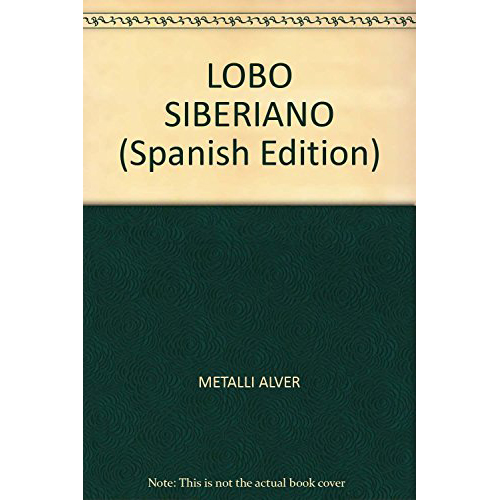 LOBO
SIBERIANO
(Spanish Edition)
METALLI ALVER
Note: This is not the actual book cover